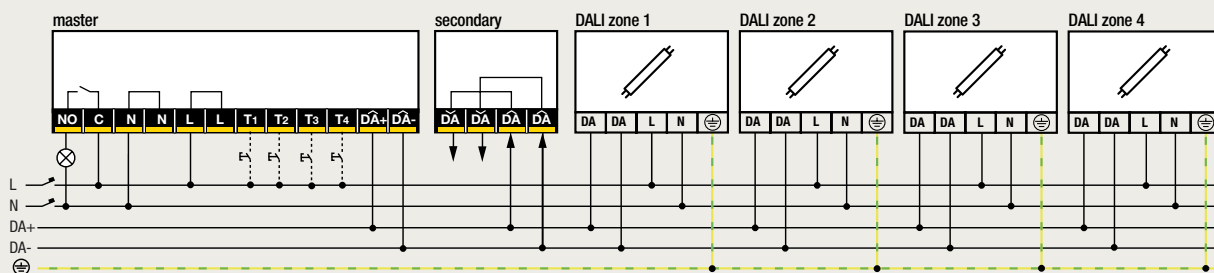 master secondary DALI zone 1 DALI zone 2 DALI zone 3 DALI zone 4
NO C N N L L T1 T2 T3 T4 DA+ DA- DA DA DA DA DA DA L N DA DA L N DA DA L N DA DA L N
L
N
DA+
DA-